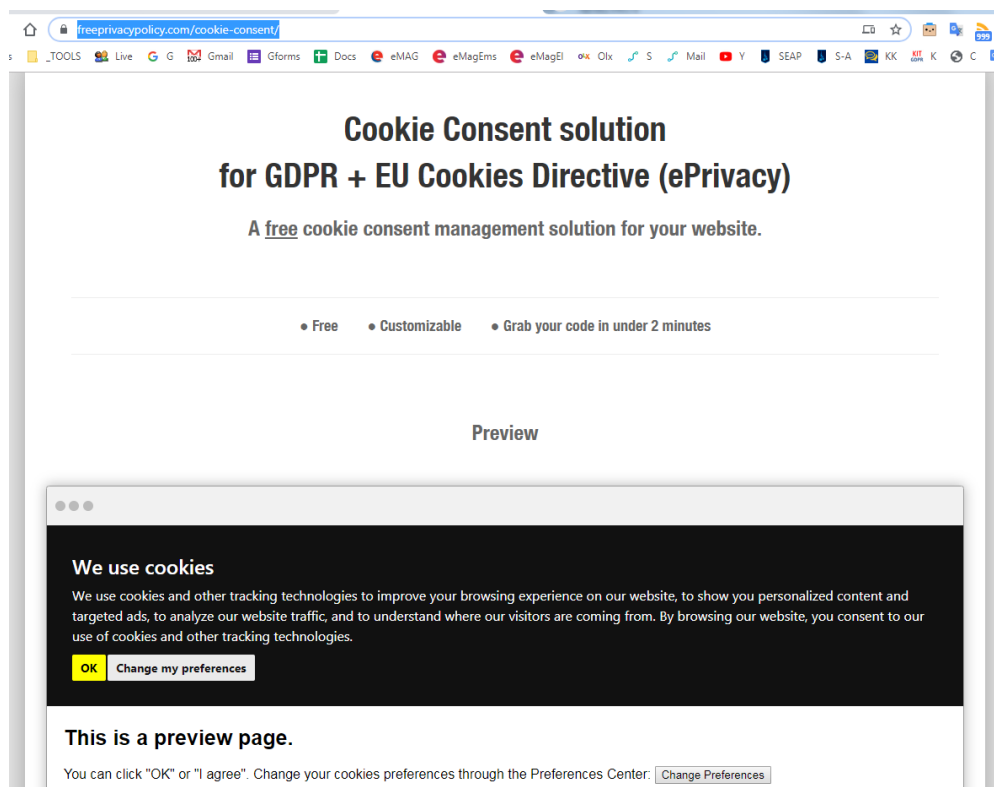 freeprivacypolicy.com/cookie-consent/
999
s _TOOLS Live G G 100+ Gmail Gforms Docs eMAG eMagEms eMagEl olx Olx S Mail Y SEAP S-A KK KIT GDPR K C
Cookie Consent solution
for GDPR + EU Cookies Directive (ePrivacy)
A free cookie consent management solution for your website.
● Free ● Customizable ● Grab your code in under 2 minutes
Preview
We use cookies
We use cookies and other tracking technologies to improve your browsing experience on our website, to show you personalized content and
targeted ads, to analyze our website traffic, and to understand where our visitors are coming from. By browsing our website, you consent to our
use of cookies and other tracking technologies.
OK Change my preferences
This is a preview page.
You can click "OK" or "I agree". Change your cookies preferences through the Preferences Center: Change Preferences